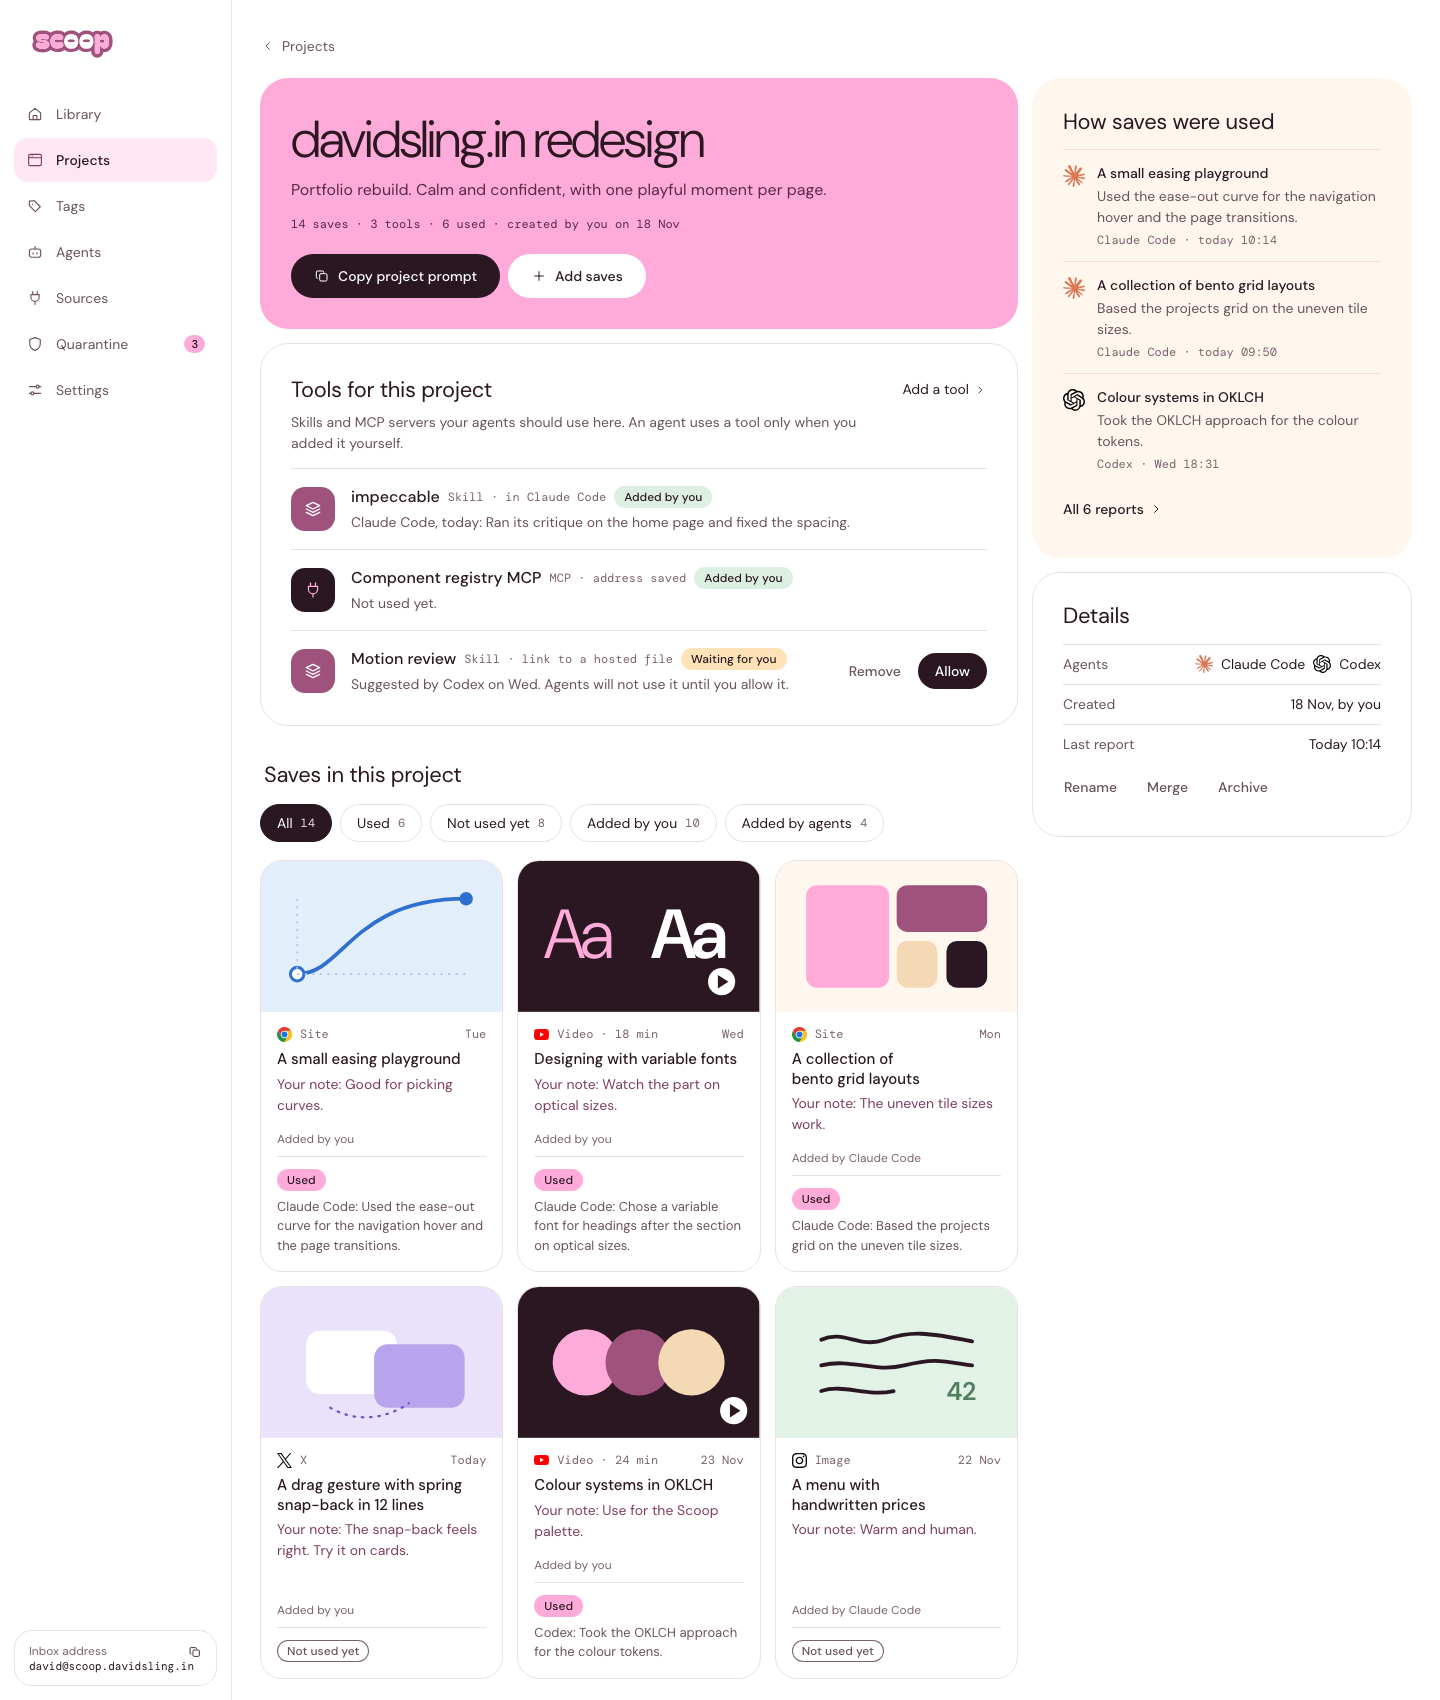 scoop
Library
Projects
Tags
Agents
Sources
Quarantine 3
Settings
Inbox address
david@scoop.davidsling.in
Projects
davidsling.in redesign
Portfolio rebuild. Calm and confident, with one playful moment per page.
14 saves · 3 tools · 6 used · created by you on 18 Nov
Copy project prompt
Add saves
Tools for this project
Add a tool
Skills and MCP servers your agents should use here. An agent uses a tool only when you
added it yourself.
impeccable Skill · in Claude Code Added by you
Claude Code, today: Ran its critique on the home page and fixed the spacing.
Component registry MCP MCP · address saved Added by you
Not used yet.
Motion review Skill · link to a hosted file Waiting for you
Suggested by Codex on Wed. Agents will not use it until you allow it.
Remove Allow
Saves in this project
All 14 Used 6 Not used yet 8 Added by you 10 Added by agents 4
Site Tue
A small easing playground
Your note: Good for picking
curves.
Added by you
Used
Claude Code: Used the ease-out
curve for the navigation hover and
the page transitions.
Aa Aa
Video · 18 min Wed
Designing with variable fonts
Your note: Watch the part on
optical sizes.
Added by you
Used
Claude Code: Chose a variable
font for headings after the section
on optical sizes.
Site Mon
A collection of
bento grid layouts
Your note: The uneven tile sizes
work.
Added by Claude Code
Used
Claude Code: Based the projects
grid on the uneven tile sizes.
X Today
A drag gesture with spring
snap-back in 12 lines
Your note: The snap-back feels
right. Try it on cards.
Added by you
Not used yet
Video · 24 min 23 Nov
Colour systems in OKLCH
Your note: Use for the Scoop
palette.
Added by you
Used
Codex: Took the OKLCH approach
for the colour tokens.
42
Image 22 Nov
A menu with
handwritten prices
Your note: Warm and human.
Added by Claude Code
Not used yet
How saves were used
A small easing playground
Used the ease-out curve for the navigation
hover and the page transitions.
Claude Code · today 10:14
A collection of bento grid layouts
Based the projects grid on the uneven tile
sizes.
Claude Code · today 09:50
Colour systems in OKLCH
Took the OKLCH approach for the colour
tokens.
Codex · Wed 18:31
All 6 reports
Details
Agents Claude Code Codex
Created 18 Nov, by you
Last report Today 10:14
Rename Merge Archive